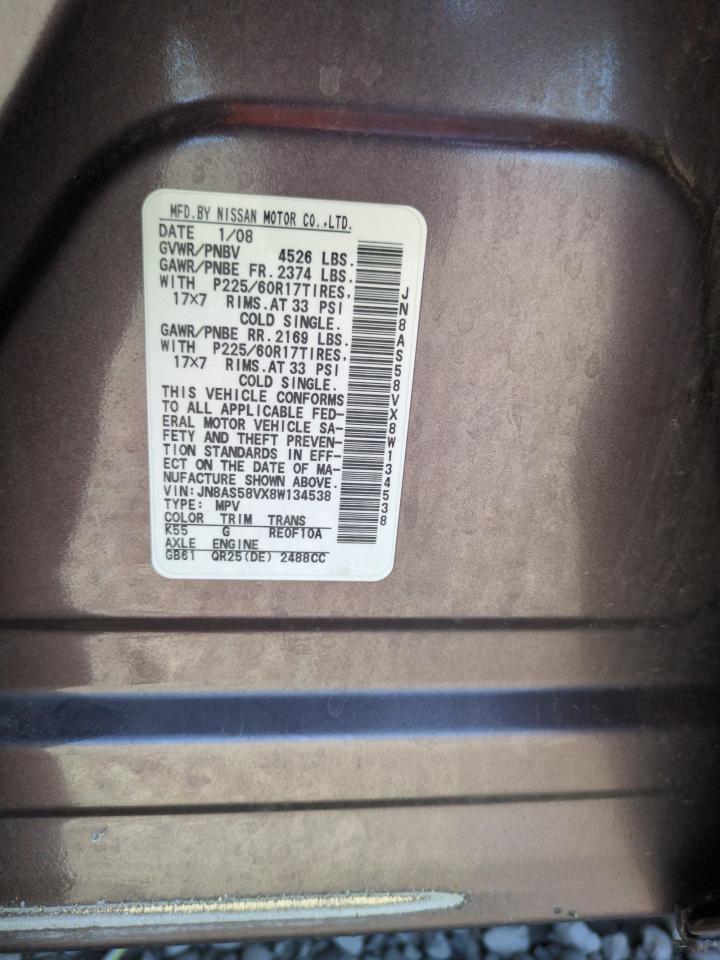 MFD.BY NISSAN MOTOR CO.,LTD.
DATE 1/08
GVWR/PNBV 4526 LBS.
GAWR/PNBE FR. 2374 LBS.
WITH P225/60R17TIRES,
17×7 RIMS.AT 33 PSI
COLD SINGLE.
GAWR/PNBE RR. 2169 LBS.
WITH P225/60R17TIRES,
17×7 RIMS.AT 33 PSI
COLD SINGLE.
THIS VEHICLE CONFORMS
TO ALL APPLICABLE FED-
ERAL MOTOR VEHICLE SA-
FETY AND THEFT PREVEN-
TION STANDARDS IN EFF-
ECT ON THE DATE OF MA-
NUFACTURE SHOWN ABOVE.
VIN:JN8AS58VX8W134538
TYPE: MPV
COLOR TRIM TRANS
K55 G RE0F10A
AXLE ENGINE
GB61 QR25(DE) 2488CC
JN8AS58VX8W134538